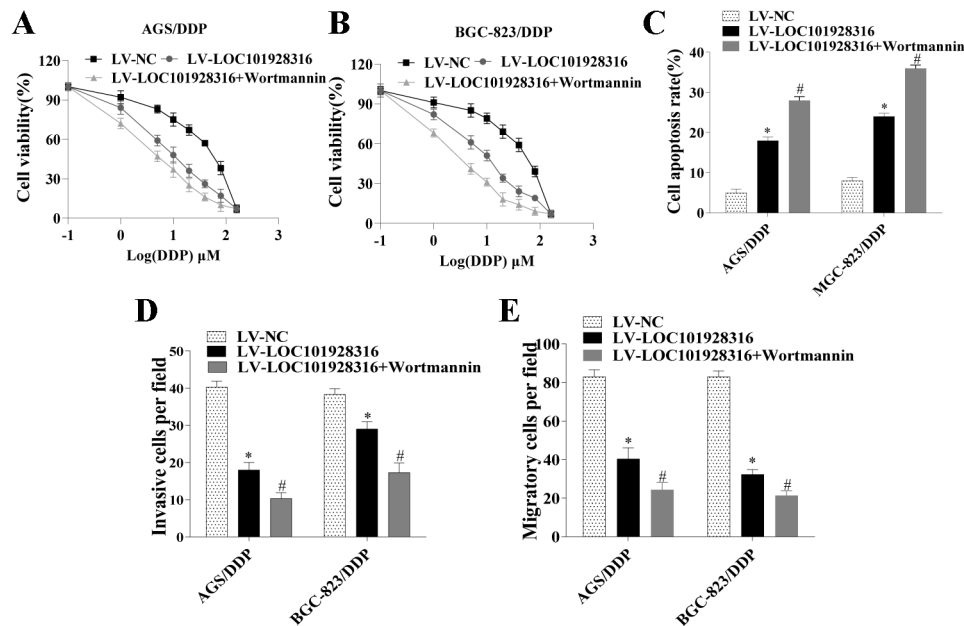 A
AGS/DDP
LV-NC LV-LOC101928316
LV-LOC101928316+Wortmannin
Cell viability(%)
120
90
60
30
0
-1 0 1 2 3
Log(DDP) μM
B
BGC-823/DDP
LV-NC LV-LOC101928316
LV-LOC101928316+Wortmannin
Cell viability(%)
120
90
60
30
0
-1 0 1 2 3
Log(DDP) μM
C
LV-NC
LV-LOC101928316
LV-LOC101928316+Wortmannin
Cell apoptosis rate(%)
40
30
20
10
0
* # * #
AGS/DDP
MGC-823/DDP
D
LV-NC
LV-LOC101928316
LV-LOC101928316+Wortmannin
Invasive cells per field
50
40
30
20
10
0
* # * #
AGS/DDP
BGC-823/DDP
E
LV-NC
LV-LOC101928316
LV-LOC101928316+Wortmannin
Migratory cells per field
100
80
60
40
20
0
* # * #
AGS/DDP
BGC-823/DDP